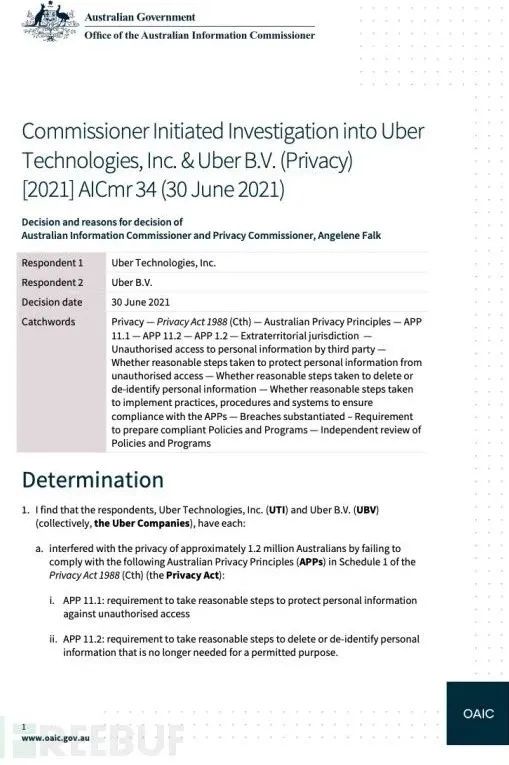 Australian Government
Office of the Australian Information Commissioner
Commissioner Initiated Investigation into Uber
Technologies, Inc. & Uber B.V. (Privacy)
[2021] AICmr 34 (30 June 2021)
Decision and reasons for decision of
Australian Information Commissioner and Privacy Commissioner, Angelene Falk
Respondent 1 Uber Technologies, Inc.
Respondent 2 Uber B.V.
Decision date 30 June 2021
Catchwords Privacy — Privacy Act 1988 (Cth) — Australian Privacy Principles — APP
11.1 — APP 11.2 — APP 1.2 — Extraterritorial jurisdiction —
Unauthorised access to personal information by third party —
Whether reasonable steps taken to protect personal information from
unauthorised access — Whether reasonable steps taken to delete or
de-identify personal information — Whether reasonable steps taken
to implement practices, procedures and systems to ensure
compliance with the APPs — Breaches substantiated – Requirement
to prepare compliant Policies and Programs — Independent review of
Policies and Programs
Determination
1. I find that the respondents, Uber Technologies, Inc. (UTI) and Uber B.V. (UBV)
(collectively, the Uber Companies), have each:
a. interfered with the privacy of approximately 1.2 million Australians by failing to
comply with the following Australian Privacy Principles (APPs) in Schedule 1 of the
Privacy Act 1988 (Cth) (the Privacy Act):
i. APP 11.1: requirement to take reasonable steps to protect personal information
against unauthorised access
ii. APP 11.2: requirement to take reasonable steps to delete or de-identify personal
information that is no longer needed for a permitted purpose.
OAIC
1
www.oaic.gov.au
REEBUF